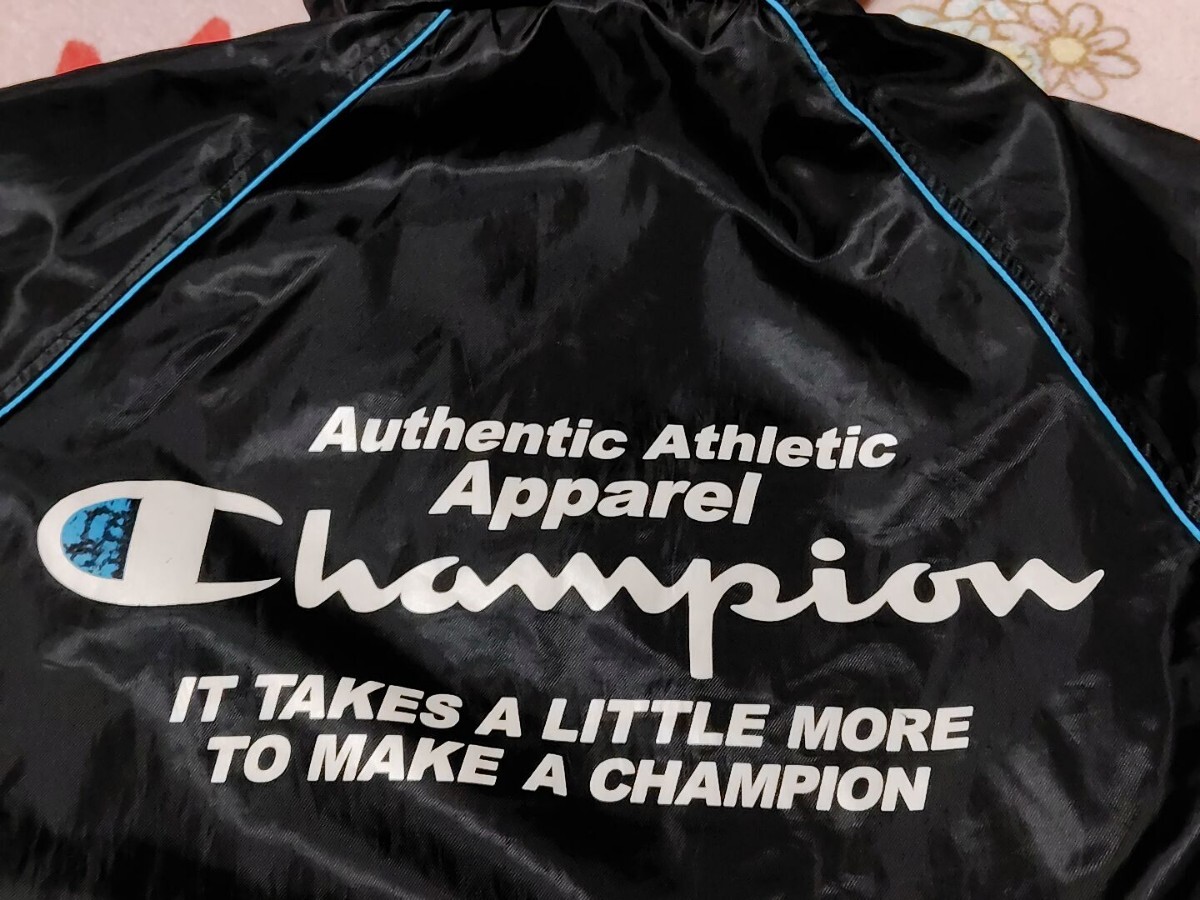 Authentic Athletic
Apparel
Champion
IT TAKES A LITTLE MORE
TO MAKE A CHAMPION